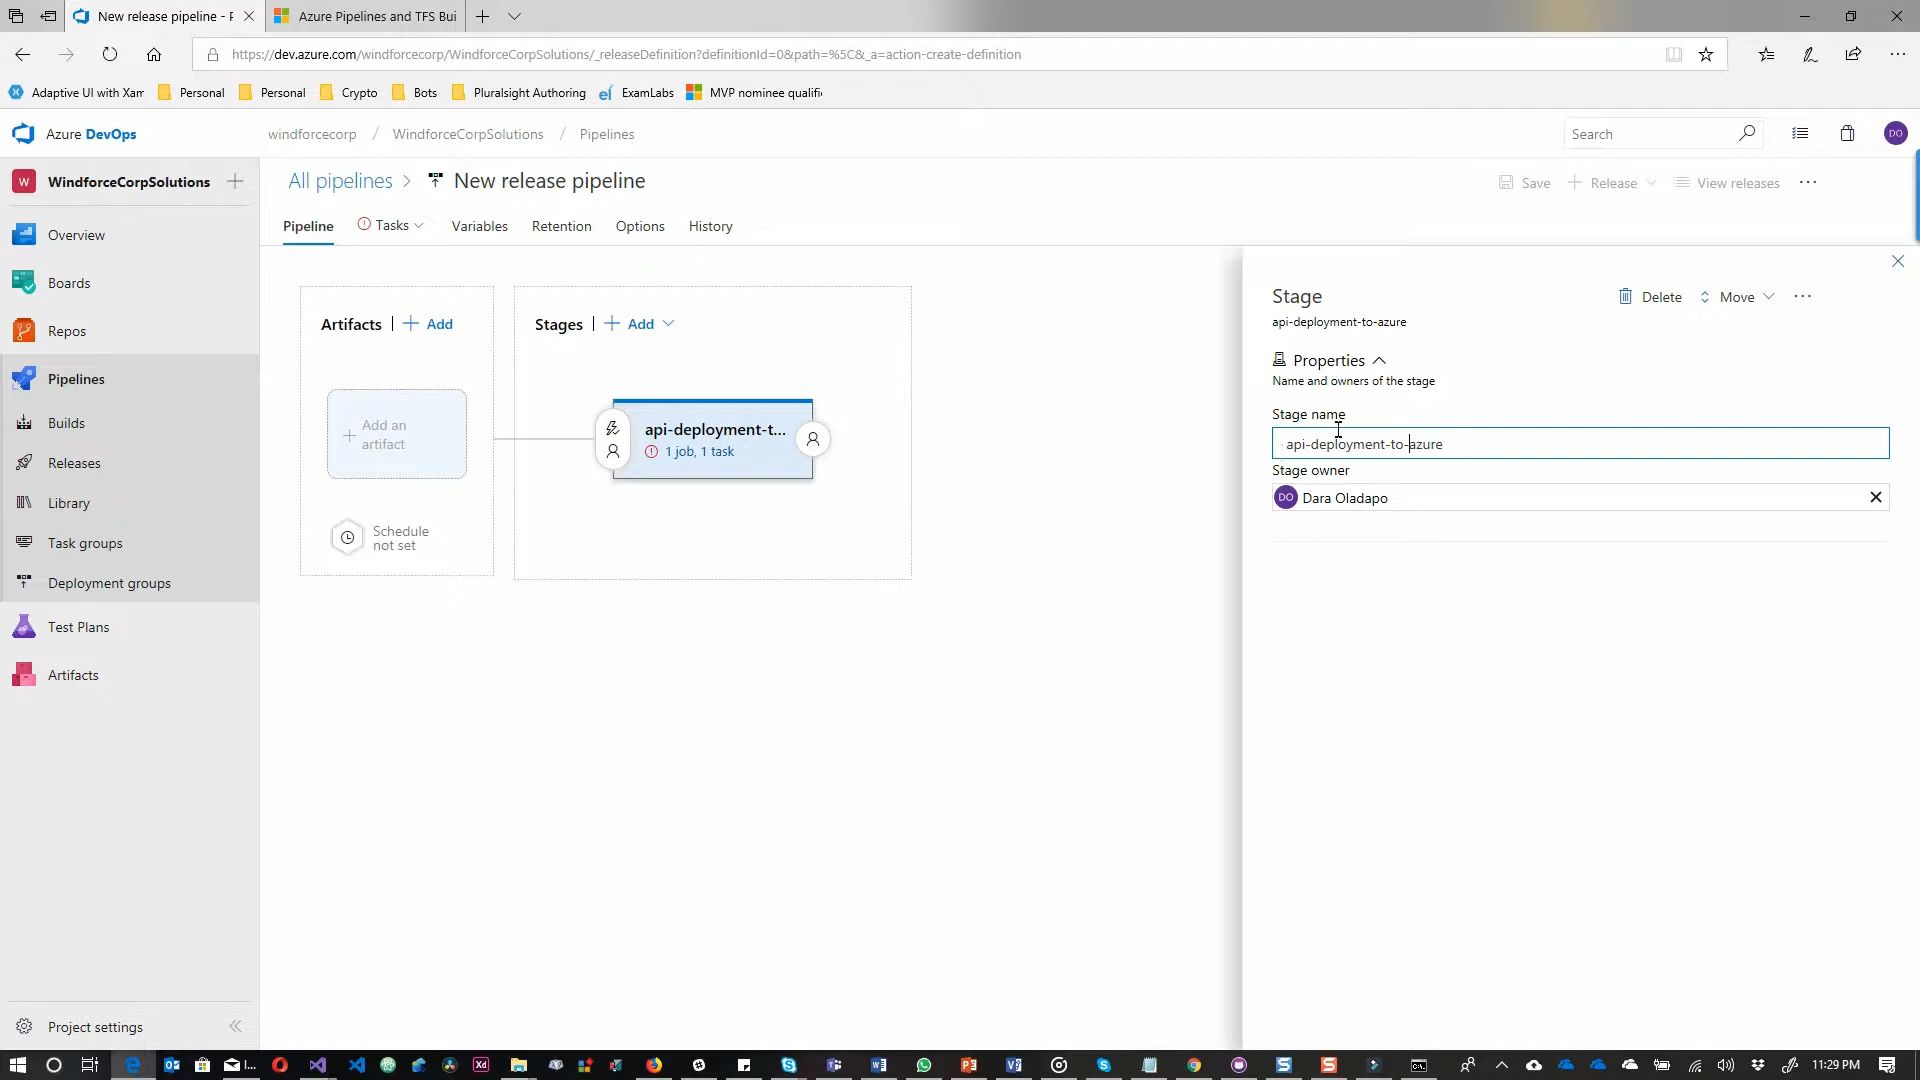 New release pipeline - P
Azure Pipelines and TFS Bui
https://dev.azure.com/windforcecorp/WindforceCorpSolutions/_releaseDefinition?definitionId=0&path=%5C&_a=action-create-definition
Adaptive UI with Xam
Personal
Personal
Crypto
Bots
Pluralsight Authoring
ExamLabs
MVP nominee qualifi
Azure DevOps
windforcecorp / WindforceCorpSolutions / Pipelines
Search
DO
W WindforceCorpSolutions
All pipelines > New release pipeline
Save
Release
View releases
Pipeline
Tasks
Variables
Retention
Options
History
Overview
Boards
Repos
Pipelines
Builds
Releases
Library
Task groups
Deployment groups
Test Plans
Artifacts
Project settings
Artifacts | + Add
Add an
artifact
Schedule
not set
Stages | + Add
api-deployment-t...
1 job, 1 task
Stage
Delete
Move
api-deployment-to-azure
Properties
Name and owners of the stage
Stage name
api-deployment-to-azure
Stage owner
DO Dara Oladapo
11:29 PM